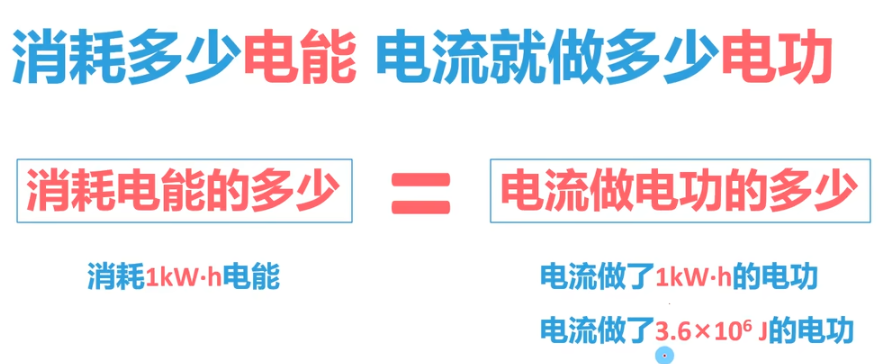 消耗多少电能 电流就做多少电功
消耗电能的多少 = 电流做电功的多少
消耗1kW·h电能 电流做了1kW·h的电功
电流做了3.6×10⁶ J的电功